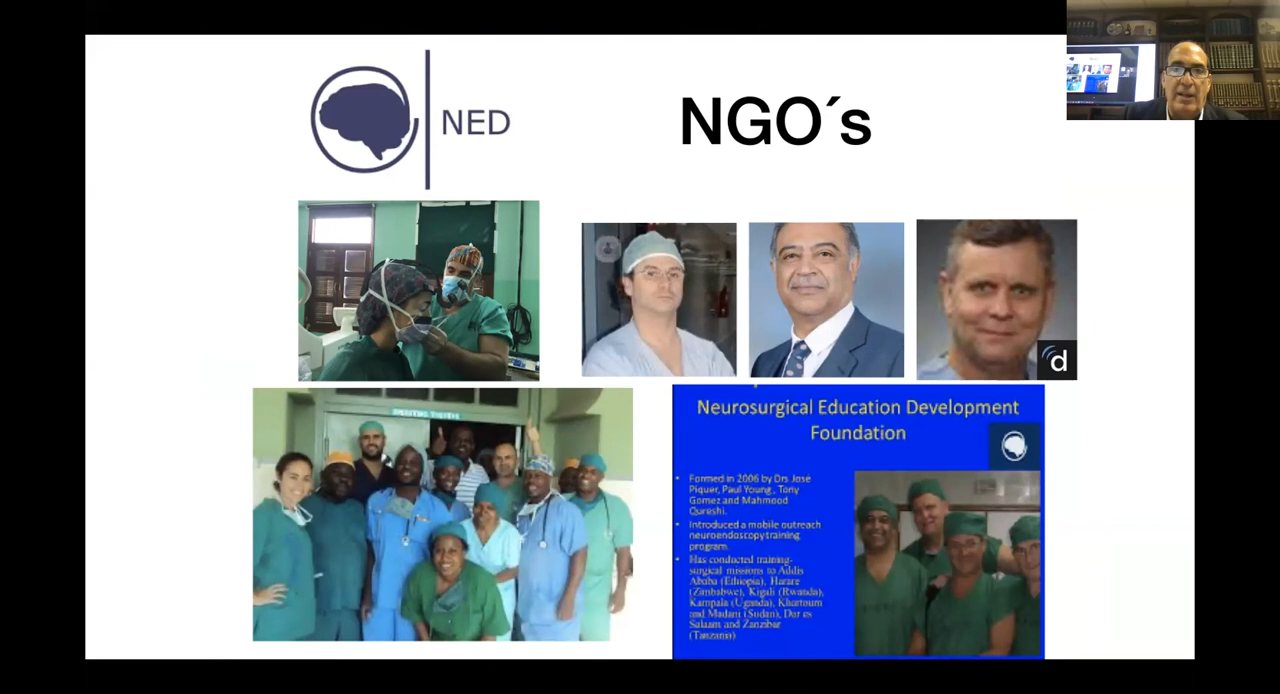 NED
NGO´s
OPERATING THEATRE
d
Neurosurgical Education Development
Foundation
• Formed in 2006 by Drs José
Piquer, Paul Young, Tony
Gomez and Mahmood
Qureshi.
• Introduced a mobile outreach
neuroendoscopy training
program.
• Has conducted training-
surgical missions to Addis
Ababa (Ethiopia), Harare
(Zimbabwe), Kigali (Rwanda),
Kampala (Uganda), Khartoum
and Madani (Sudan), Dar es
Salaam and Zanzibar
(Tanzania)